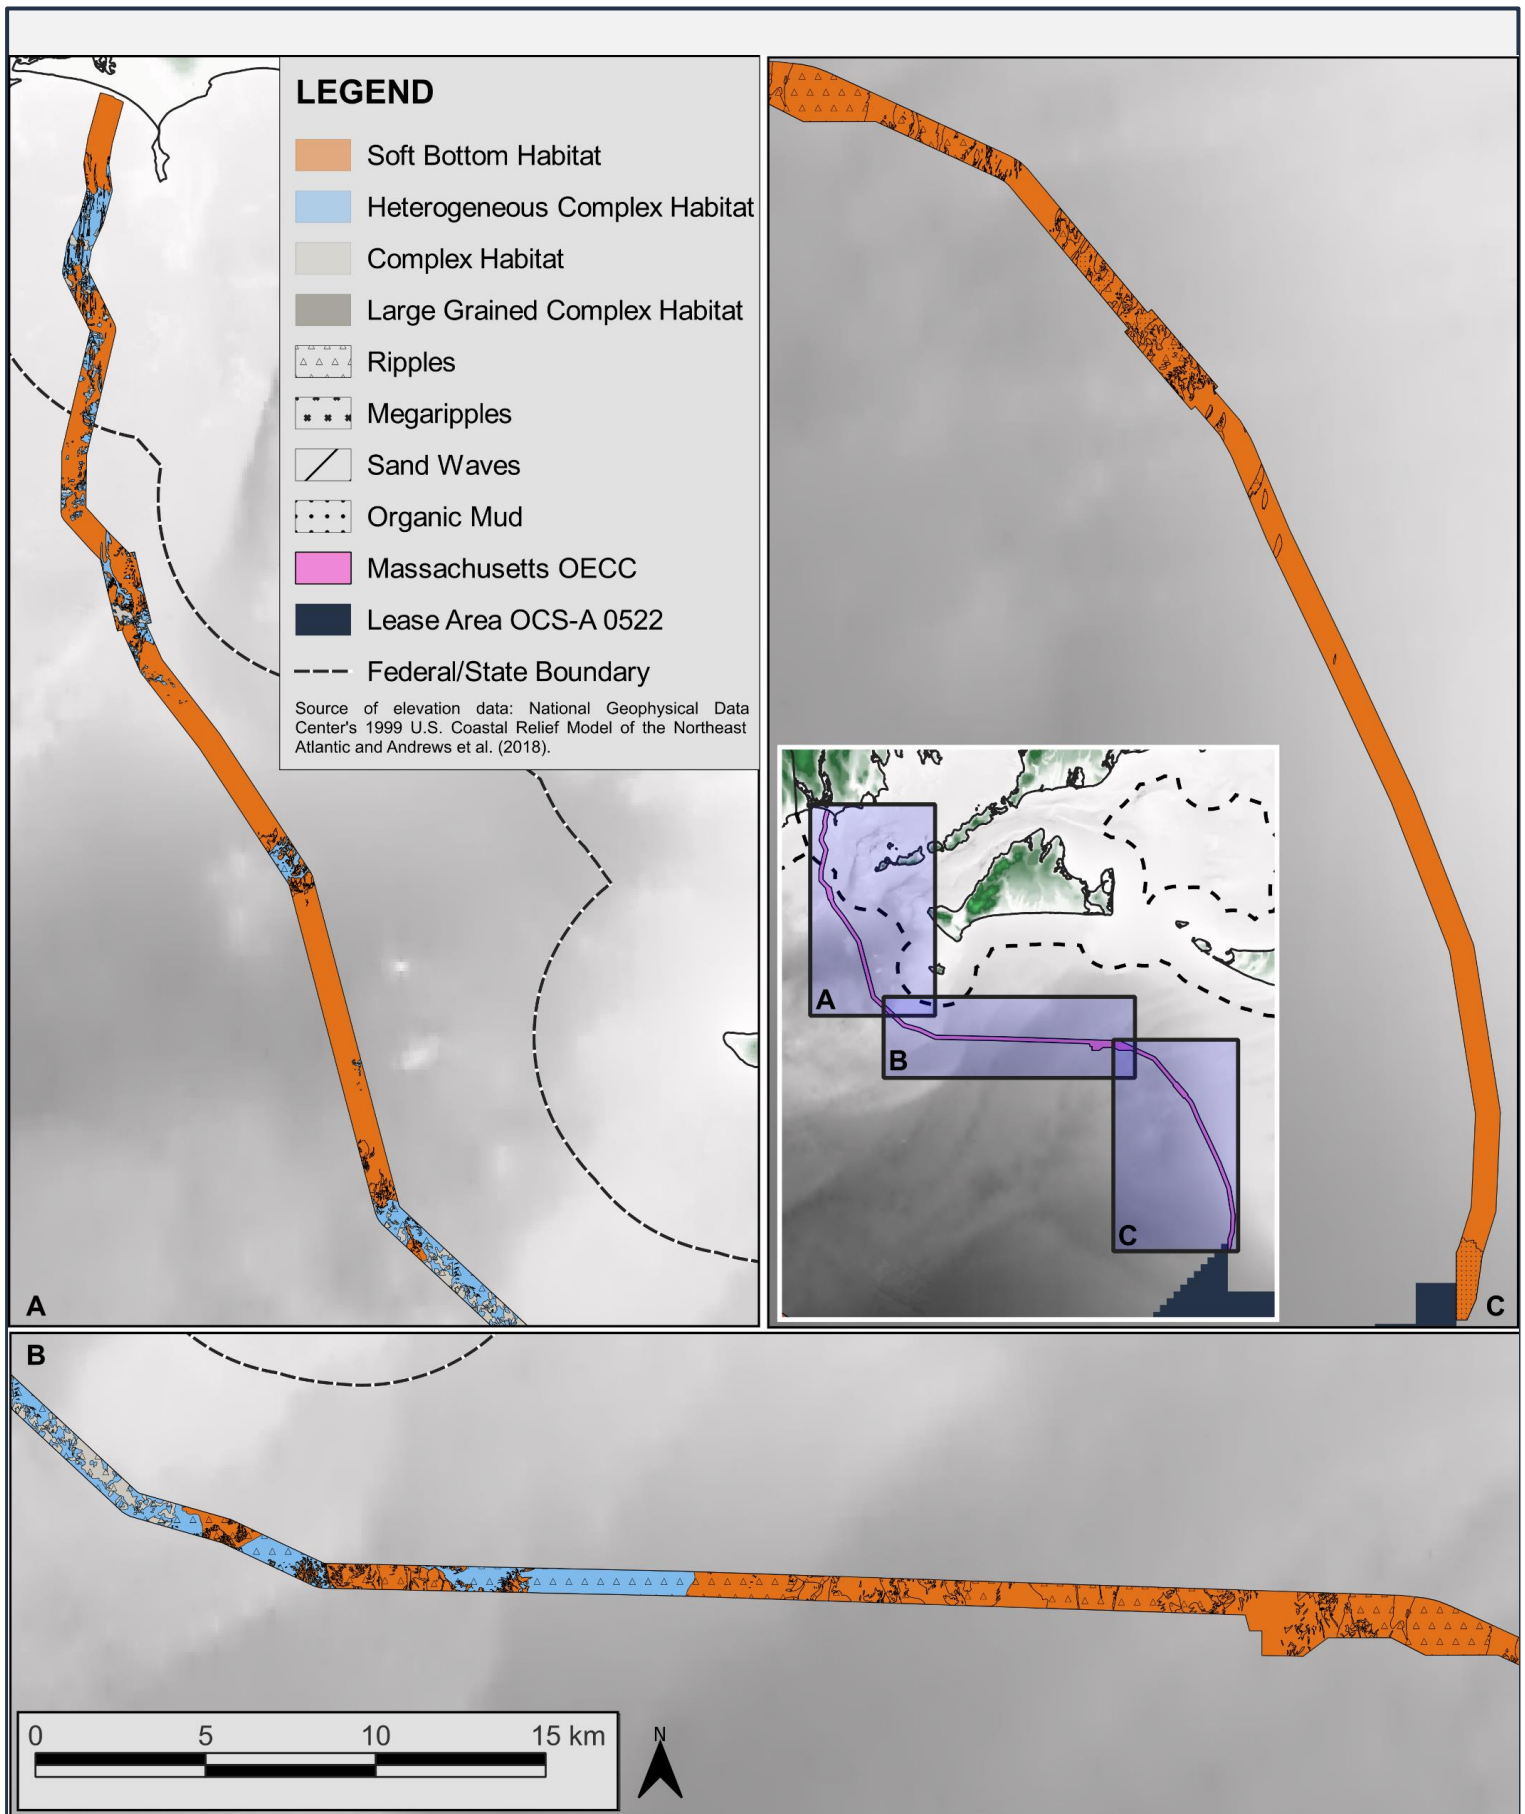 LEGEND
Soft Bottom Habitat
Heterogeneous Complex Habitat
Complex Habitat
Large Grained Complex Habitat
Ripples
Megaripples
Sand Waves
Organic Mud
Massachusetts OECC
Lease Area OCS-A 0522
Federal/State Boundary
Source of elevation data: National Geophysical Data
Center's 1999 U.S. Coastal Relief Model of the Northeast
Atlantic and Andrews et al. (2018).
A
A
B
C
C
B
0 5 10 15 km
N